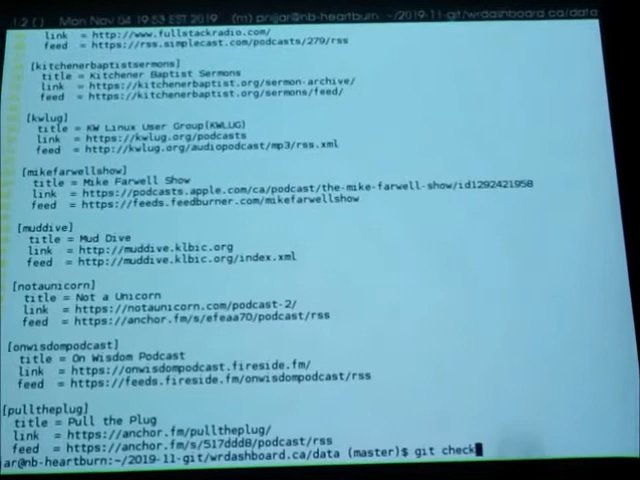 1.2 () Mon Nov 04 19:53 EST 2019 (m) pnijjar@nb-heartburn: ~/2019-11-git/wrdashboard.ca/data
link = http://www.fullstackradio.com/
feed = https://rss.simplecast.com/podcasts/279/rss
[kitchenerbaptistsermons]
title = Kitchener Baptist Sermons
link = https://kitchenerbaptist.org/sermon-archive/
feed = https://kitchenerbaptist.org/sermons/feed/
[kwlug]
title = KW Linux User Group(KWLUG)
link = https://kwlug.org/podcasts
feed = http://kwlug.org/audiopodcast/mp3/rss.xml
[mikefarwellshow]
title = Mike Farwell Show
link = https://podcasts.apple.com/ca/podcast/the-mike-farwell-show/id1292421958
feed = https://feeds.feedburner.com/mikefarwellshow
[muddive]
title = Mud Dive
link = http://muddive.klbic.org
feed = http://muddive.klbic.org/index.xml
[notaunicorn]
title = Not a Unicorn
link = https://notaunicorn.com/podcast-2/
feed = https://anchor.fm/s/efeaa70/podcast/rss
[onwisdompodcast]
title = On Wisdom Podcast
link = https://onwisdompodcast.fireside.fm/
feed = https://feeds.fireside.fm/onwisdompodcast/rss
[pulltheplug]
title = Pull the Plug
link = https://anchor.fm/pulltheplug/
feed = https://anchor.fm/s/517ddd8/podcast/rss
jar@nb-heartburn:~/2019-11-git/wrdashboard.ca/data (master)$ git check